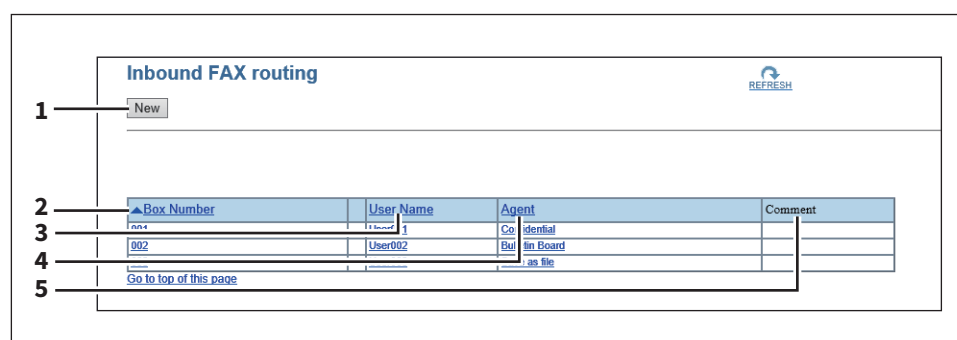 Inbound FAX routing
REFRESH
1
New
2
Box Number User Name Agent Comment
3
002 User002 Bulletin Board
4
as file
Go to top of this page
5